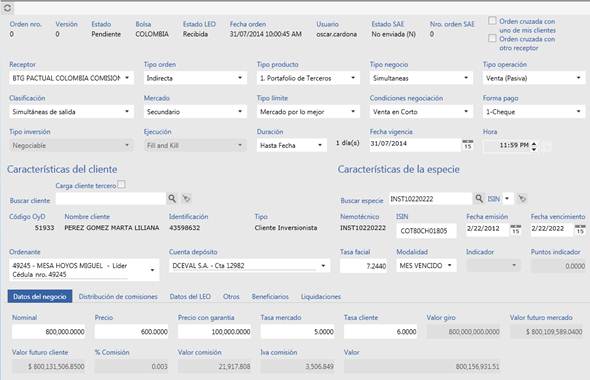 Orden nro. Versión Estado Bolsa Estado LEO Fecha orden Usuario Estado SAE Nro. orden SAE Orden cruzada con uno de mis clientes
0 0 Pendiente COLOMBIA Recibida 31/07/2014 10:00:45 AM oscar.cardona No enviada (N) 0 Orden cruzada con otro receptor
Receptor Tipo orden Tipo producto Tipo negocio Tipo operación
BTG PACTUAL COLOMBIA COMISION Indirecta 1. Portafolio de Terceros Simultaneas Venta (Pasiva)
Clasificación Mercado Tipo límite Condiciones negociación Forma pago
Simultáneas de salida Secundario Mercado por lo mejor Venta en Corto 1-Cheque
Tipo inversión Ejecución Duración Fecha vigencia Hora
Negociable Fill and Kill Hasta Fecha 1 día(s) 31/07/2014 15 11:59 PM
Características del cliente Características de la especie
Carga cliente tercero
Buscar cliente Buscar especie INST10220222 ISIN
Código OyD Nombre cliente Identificación Tipo Nemotécnico ISIN Fecha emisión Fecha vencimiento
51933 PEREZ GOMEZ MARTA LILIANA 43598632 Cliente Inversionista INST10220222 COT80CH01805 2/22/2012 15 2/22/2022 15
Ordenante Cuenta depósito Tasa facial Modalidad Indicador Puntos indicador
49245 - MESA HOYOS MIGUEL - Líder DCEVAL S.A. - Cta 12982 7.2440 MES VENCIDO 0.0000
Cédula nro. 49245
Datos del negocio Distribución de comisiones Datos del LEO Otros Beneficiarios Liquidaciones
Nominal Precio Precio con garantia Tasa mercado Tasa cliente Valor giro Valor futuro mercado
800,000.0000 600.0000 100,000.0000 5.0000 6.0000 800,000,000.0000 $ 800,109,589.0400
Valor futuro cliente % Comisión Valor comisión Iva comisión Valor
$ 800,131,506.8500 0.003 21,917.808 3,506.849 800,156,931.51